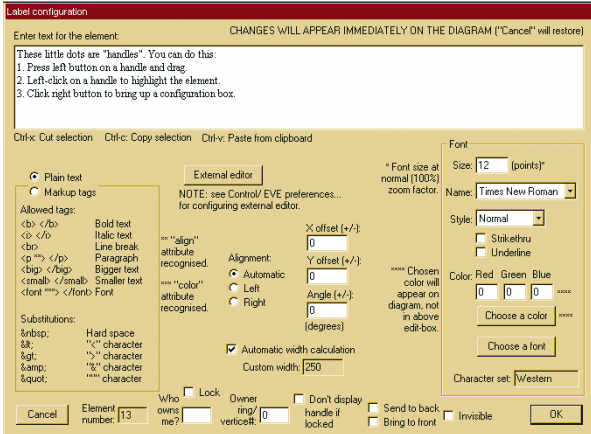 Label configuration
Enter text for the element:
CHANGES WILL APPEAR IMMEDIATELY ON THE DIAGRAM ("Cancel" will restore)
These little dots are "handles". You can do this:
1. Press left button on a handle and drag.
2. Left-click on a handle to highlight the element.
3. Click right button to bring up a configuration box.
Ctrl-x: Cut selection Ctrl-c: Copy selection Ctrl-v: Paste from clipboard
Plain text
Markup tags
Allowed tags:
<b> </b> Bold text
<i> </i> Italic text
<br> Line break
<p **> </p> Paragraph
<big> </big> Bigger text
<small> </small> Smaller text
<font ***> </font> Font
Substitutions:
&nbsp; Hard space
&lt; "<" character
&gt; ">" character
&amp; "&" character
&quot; """ character
External editor
NOTE: see Control/ EVE preferences...
for configuring external editor.
** "align"
attribute
recognised.
*** "color"
attribute
recognised.
Alignment:
Automatic
Left
Right
X offset (+/-):
0
Y offset (+/-):
0
Angle (+/-):
0
(degrees)
Automatic width calculation
Custom width: 250
* Font size at
normal (100%)
zoom factor.
**** Chosen
color will
appear on
diagram, not
in above
edit-box.
Font
Size: 12 (points)*
Name: Times New Roman
Style: Normal
Strikethru
Underline
Color: Red Green Blue
0 0 0 ****
Choose a color ****
Choose a font
Character set: Western
Cancel
Element
number: 13
Who
owns
me?
Lock
Owner
ring/
vertice#: 0
Don't display
handle if
locked
Send to back
Bring to front
Invisible
OK